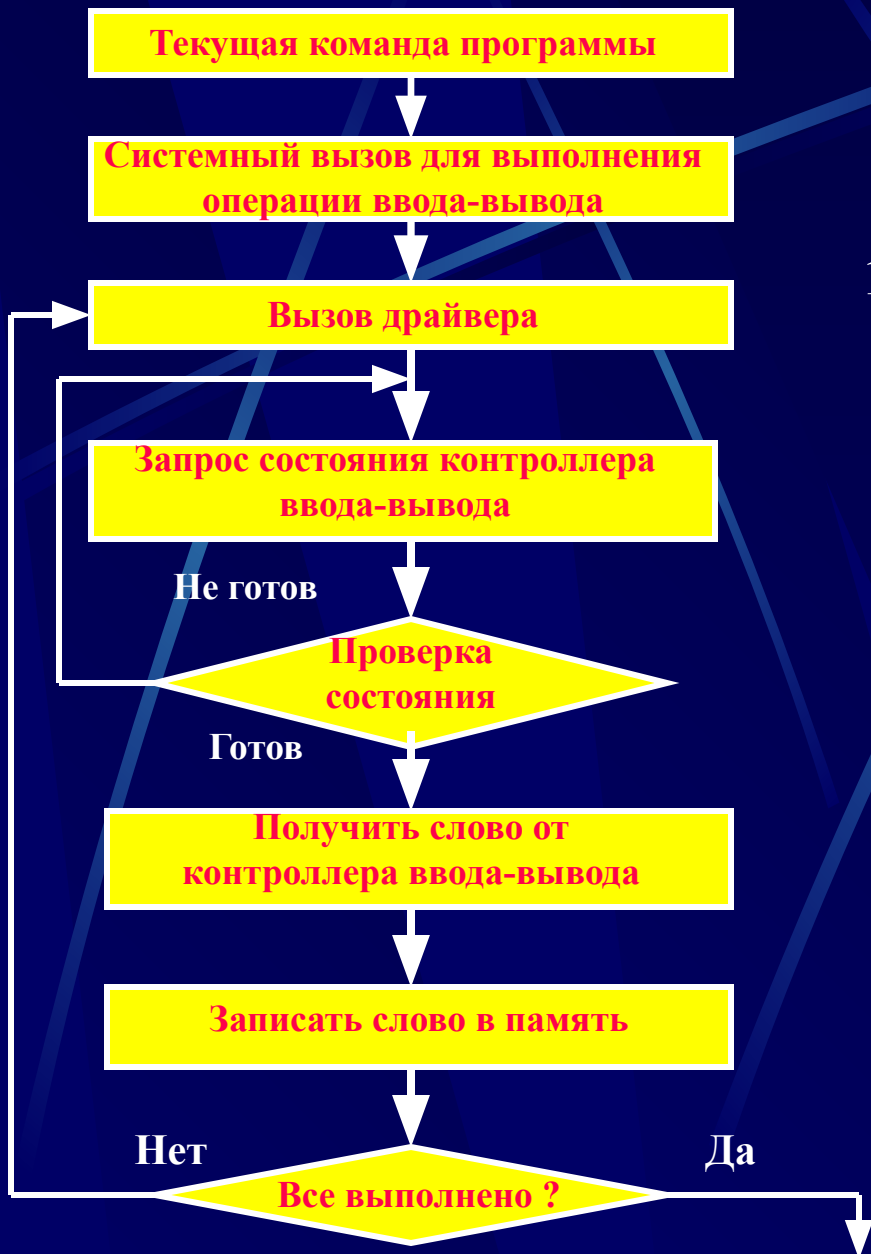 Текущая команда программы
Системный вызов для выполнения
операции ввода-вывода
Вызов драйвера
Запрос состояния контроллера
ввода-вывода
Не готов
Проверка
состояния
Готов
Получить слово от
контроллера ввода-вывода
Записать слово в память
Нет
Да
Все выполнено ?